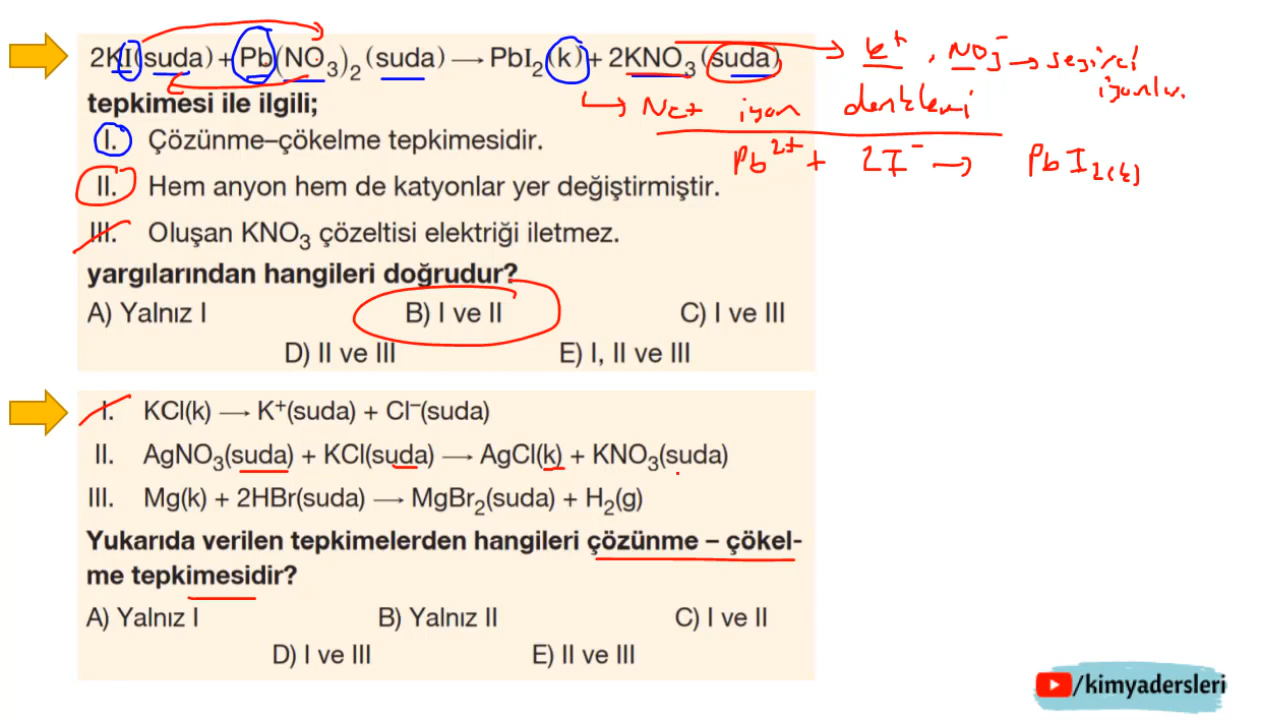 2KI(suda) + Pb(NO₃)₂(suda) → PbI₂(k) + 2KNO₃(suda)
K⁺, NO₃⁻ → seyirci iyonlar.
tepkimesi ile ilgili;
Net iyon denklemi
Pb²⁺ + 2I⁻ → PbI₂(k)
I. Çözünme–çökelme tepkimesidir.
II. Hem anyon hem de katyonlar yer değiştirmiştir.
III. Oluşan KNO₃ çözeltisi elektriği iletmez.
yargılarından hangileri doğrudur?
A) Yalnız I B) I ve II C) I ve III
D) II ve III E) I, II ve III
I. KCl(k) → K⁺(suda) + Cl⁻(suda)
II. AgNO₃(suda) + KCl(suda) → AgCl(k) + KNO₃(suda)
III. Mg(k) + 2HBr(suda) → MgBr₂(suda) + H₂(g)
Yukarıda verilen tepkimelerden hangileri çözünme – çökel-
me tepkimesidir?
A) Yalnız I B) Yalnız II C) I ve II
D) I ve III E) II ve III
/kimyadersleri